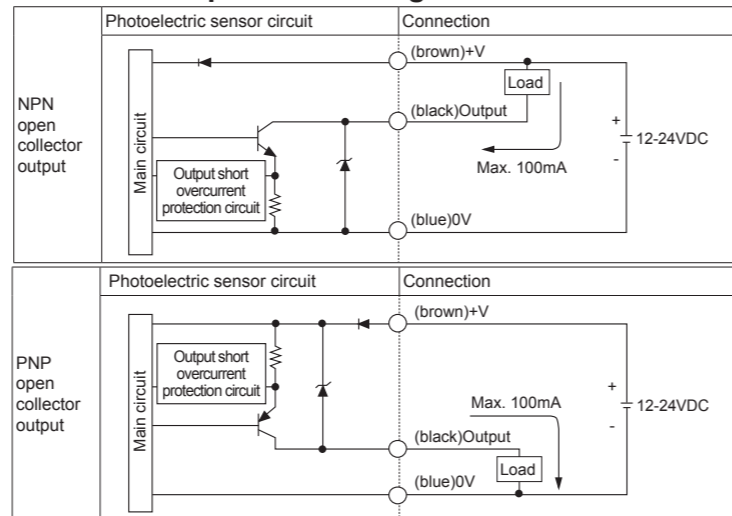 Photoelectric sensor circuit
Connection
NPN
open
collector
output
Main circuit
(brown)+V
Load
(black)Output
+
12-24VDC
-
Max. 100mA
Output short
overcurrent
protection circuit
(blue)0V
Photoelectric sensor circuit
Connection
PNP
open
collector
output
Main circuit
(brown)+V
Output short
overcurrent
protection circuit
Max. 100mA
+
12-24VDC
-
(black)Output
Load
(blue)0V